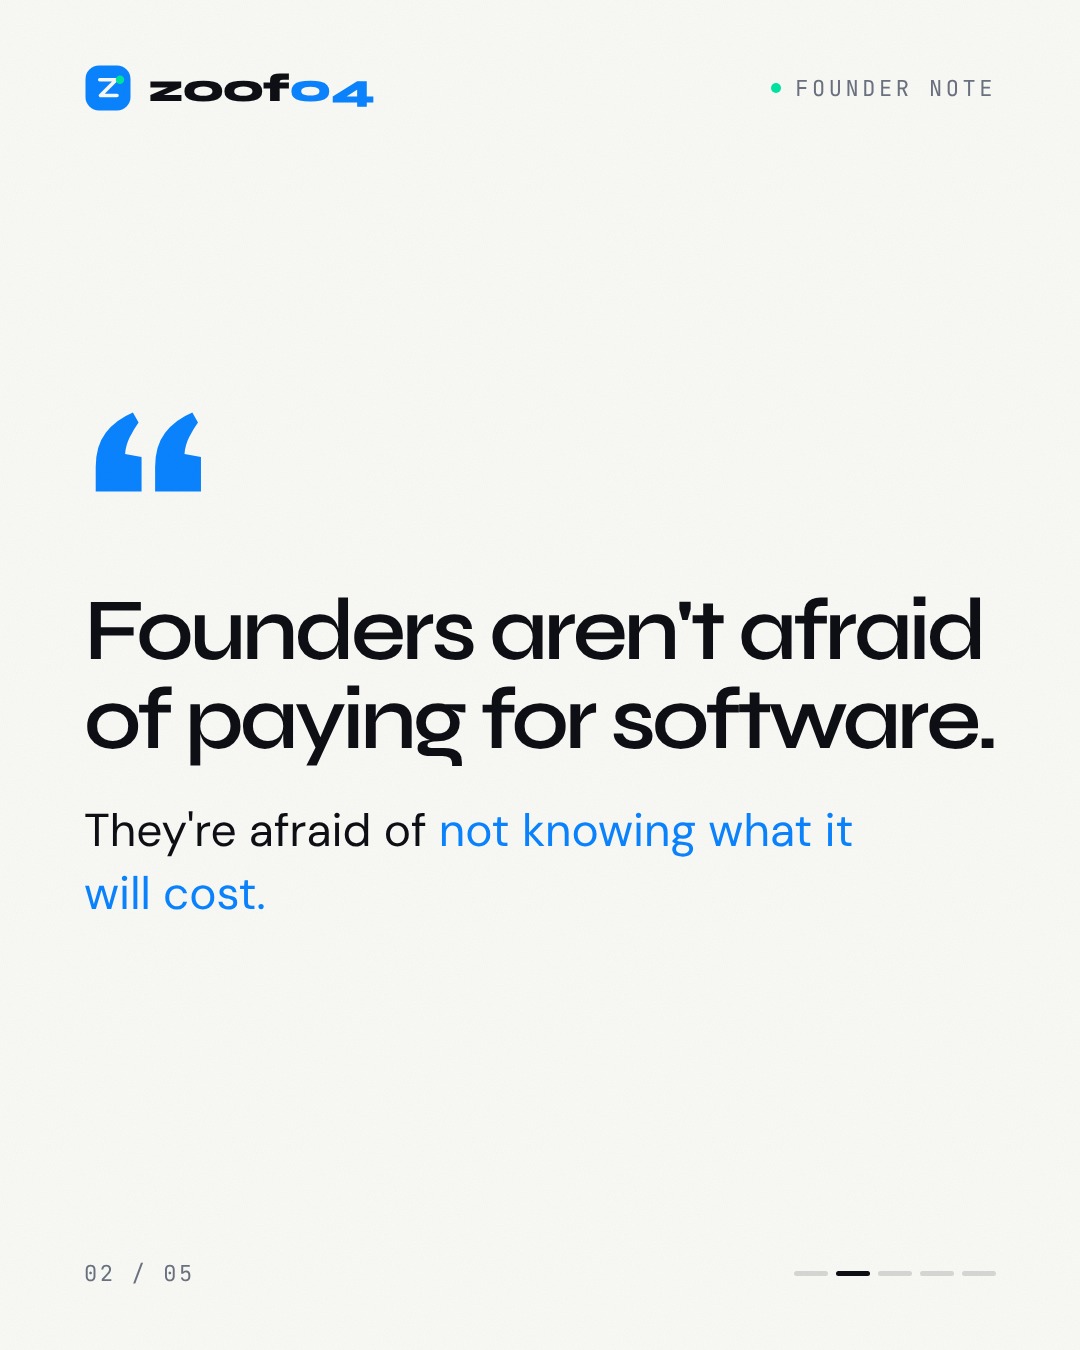 Z
zoof04
FOUNDER NOTE
“
Founders aren't afraid
of paying for software.
They're afraid of not knowing what it
will cost.
02 / 05